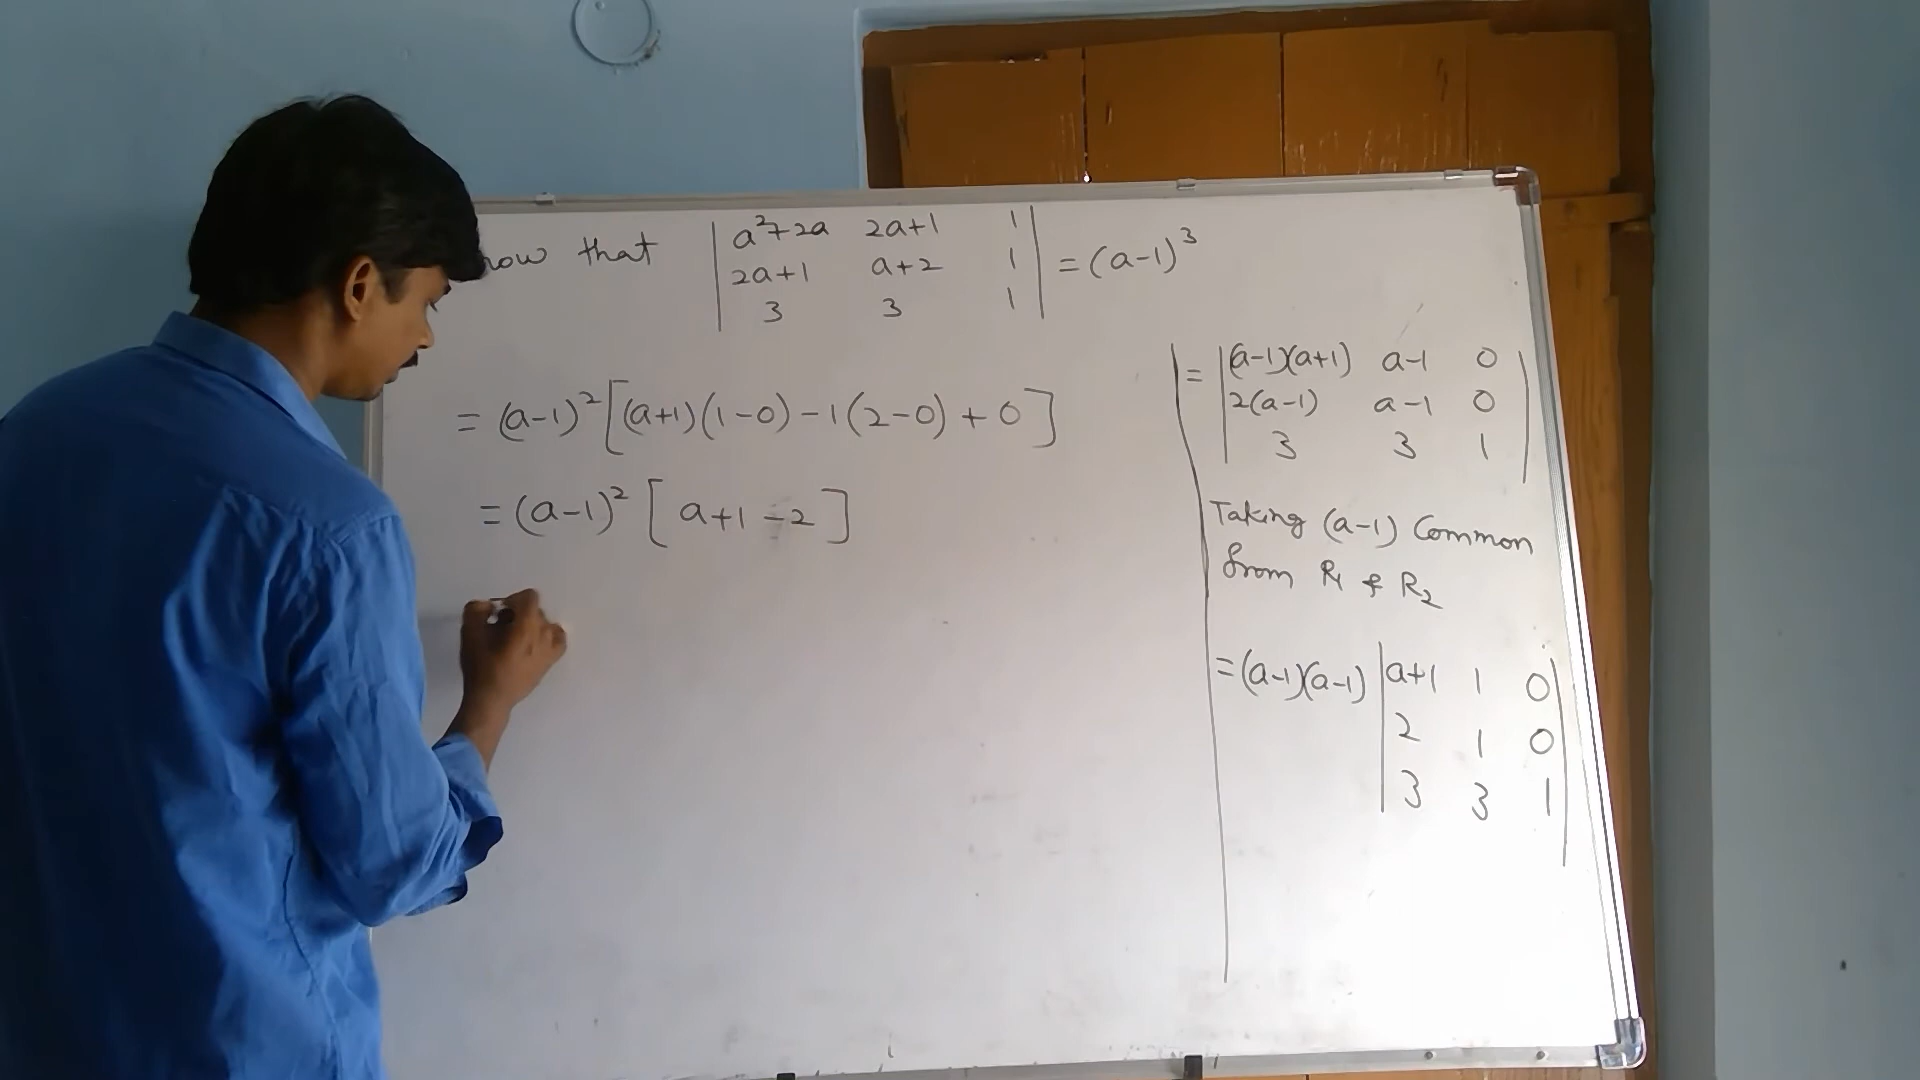 how that | a²+2a 2a+1 1 |
| 2a+1 a+2 1 | = (a-1)³
| 3 3 1 |
= (a-1)² [(a+1)(1-0) - 1(2-0) + 0]
= (a-1)² [ a+1 - 2 ]
= | (a-1)(a+1) a-1 0 |
| 2(a-1) a-1 0 |
| 3 3 1 |
Taking (a-1) Common
from R₁ & R₂
= (a-1)(a-1) | a+1 1 0 |
| 2 1 0 |
| 3 3 1 |